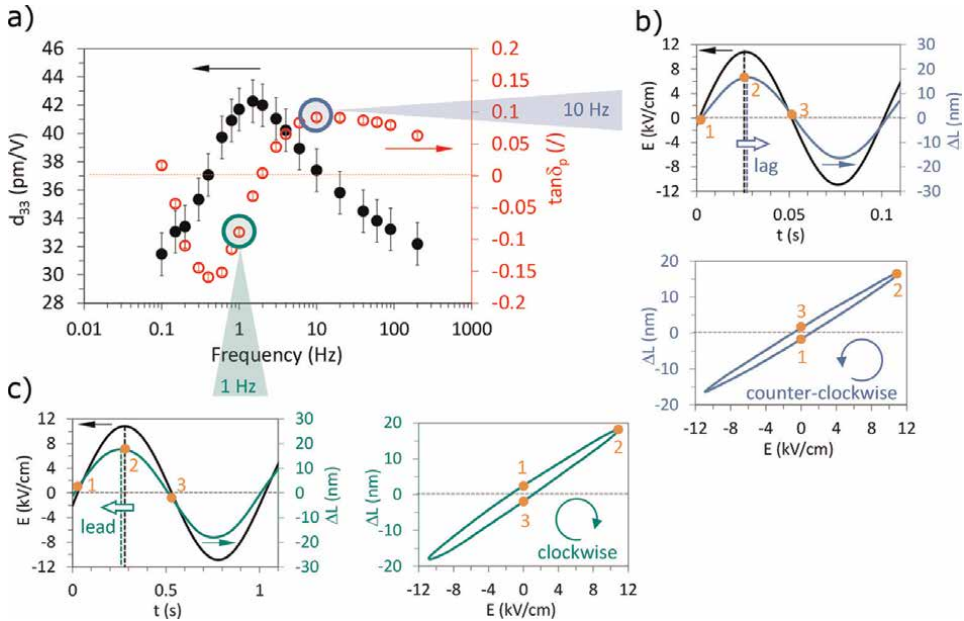 a)
46
44
42
40
38
36
34
32
30
28
d33 (pm/V)
0.2
0.15
0.1
0.05
0
-0.05
-0.1
-0.15
-0.2
tanδp (/)
10 Hz
1 Hz
0.01 0.1 1 10 100 1000
Frequency (Hz)
b)
12
8
4
0
-4
-8
-12
E (kV/cm)
30
20
10
0
-10
-20
-30
ΔL (nm)
1
2
3
lag
0 0.05 0.1
t (s)
20
10
0
-10
-20
ΔL (nm)
3
1
2
counter-clockwise
-12 -8 -4 0 4 8 12
E (kV/cm)
c)
12
8
4
0
-4
-8
-12
E (kV/cm)
30
20
10
0
-10
-20
-30
ΔL (nm)
1
2
3
lead
0 0.5 1
t (s)
20
10
0
-10
-20
ΔL (nm)
1
2
3
clockwise
-12 -8 -4 0 4 8 12
E (kV/cm)